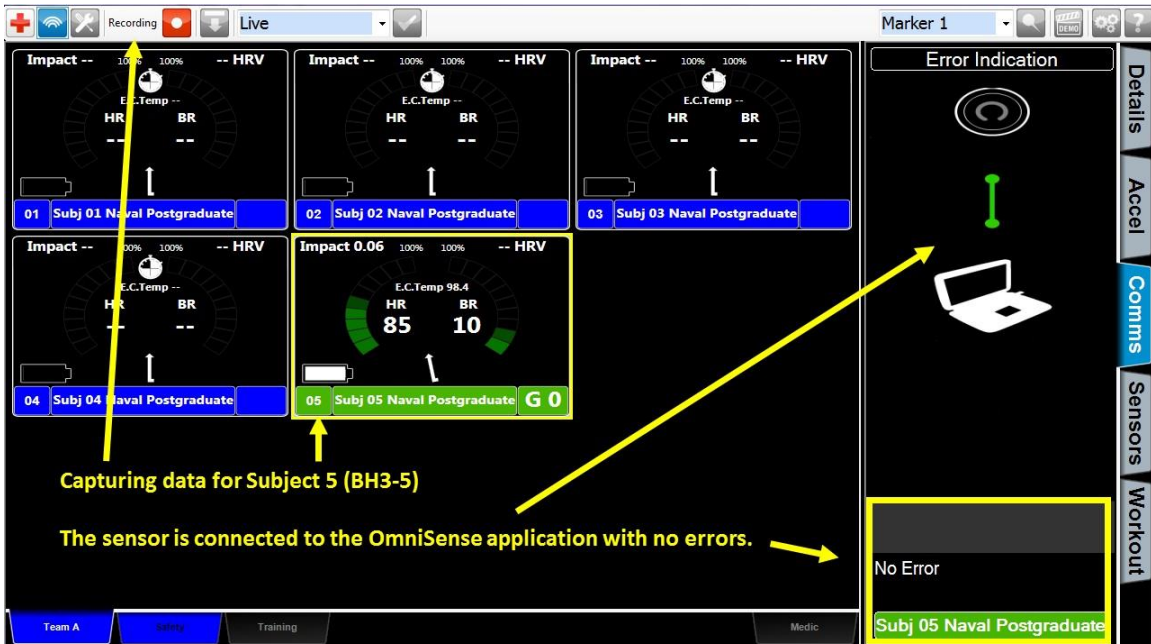 Recording Live Marker 1 DEMO ?
Impact -- 100% 100% -- HRV
E.C.Temp --
HR BR
-- --
01 Subj 01 Naval Postgraduate
Impact -- 100% 100% -- HRV
E.C.Temp --
HR BR
-- --
02 Subj 02 Naval Postgraduate
Impact -- 100% 100% -- HRV
E.C.Temp --
HR BR
-- --
03 Subj 03 Naval Postgraduate
Impact -- 100% 100% -- HRV
E.C.Temp --
HR BR
-- --
04 Subj 04 Naval Postgraduate
Impact 0.06 100% 100% -- HRV
E.C.Temp 98.4
HR BR
85 10
05 Subj 05 Naval Postgraduate G 0
Capturing data for Subject 5 (BH3-5)
The sensor is connected to the OmniSense application with no errors.
Team A Safety Training Medic
Error Indication
No Error
Subj 05 Naval Postgraduate
Details
Accel
Comms
Sensors
Workout